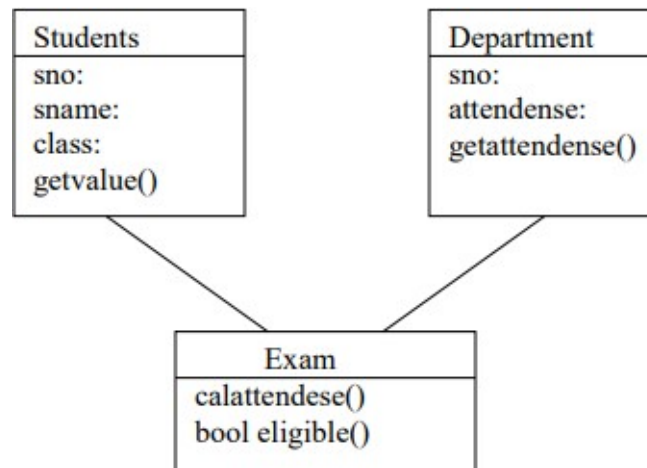 Students
sno:
sname:
class:
getvalue()
Department
sno:
attendense:
getattendense()
Exam
calattendese()
bool eligible()